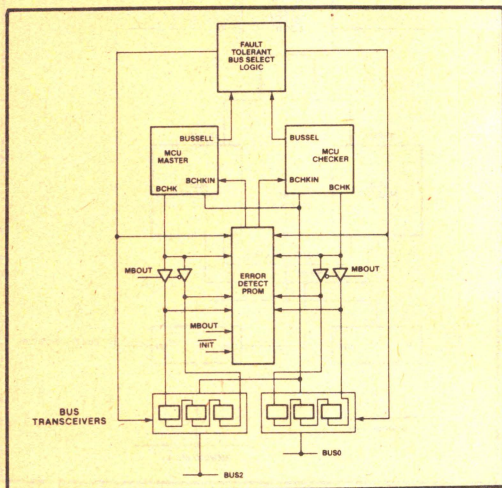 FAULT
TOLERANT
BUS SELECT
LOGIC
BUSSELL
MCU
MASTER
BCHKIN
BCHK
BUSSEL
MCU
CHECKER
BCHKIN
BCHK
MBOUT
MBOUT
ERROR
DETECT
PROM
MBOUT
INIT
BUS
TRANSCEIVERS
BUS2
BUS0